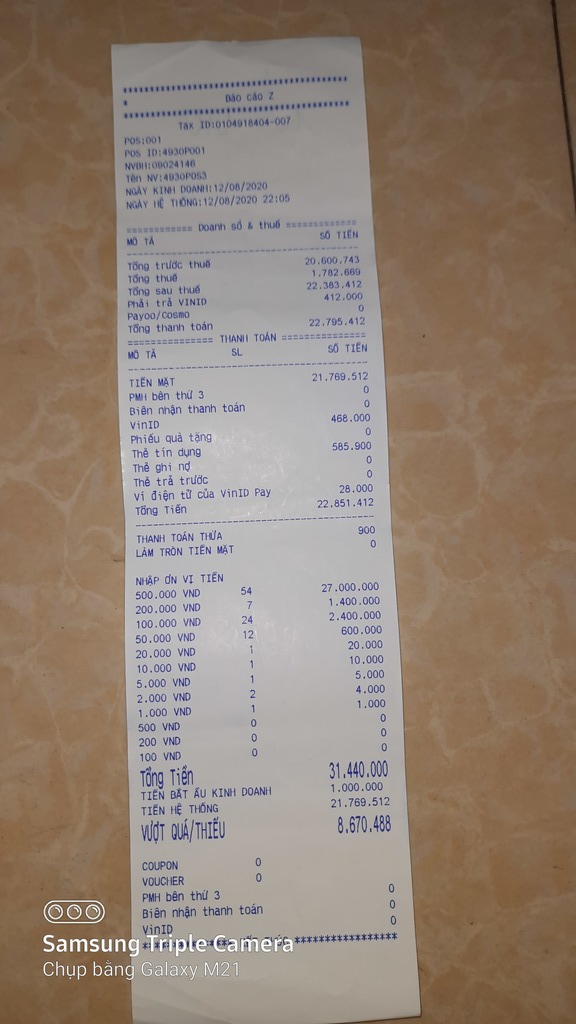 ************************************
*
Báo cáo Z
************************************
Tax ID:0104918404-007
POS:001
POS ID:4930P001
NVBH:09024146
Tên NV:4930POS3
NGÀY KINH DOANH:12/08/2020
NGÀY HỆ THỐNG:12/08/2020 22:05
============ Doanh số & thuế =============
MÔ TẢ SỐ TIỀN
Tổng trước thuế 20.600.743
Tổng thuế 1.782.669
Tổng sau thuế 22.383.412
Phải trả VINID 412.000
Payoo/Cosmo 0
Tổng thanh toán 22.795.412
=============== THANH TOÁN ===============
MÔ TẢ SL SỐ TIỀN
TIỀN MẶT 21.769.512
PMH bên thứ 3 0
Biên nhận thanh toán 0
VinID 468.000
Phiếu quà tặng 0
Thẻ tín dụng 585.900
Thẻ ghi nợ 0
Thẻ trả trước 0
Ví điện tử của VinID Pay 28.000
Tổng Tiền 22.851.412
THANH TOÁN THỪA 900
LÀM TRÒN TIỀN MẶT 0
NHẬP ƠN VỊ TIỀN
500.000 VND 54 27.000.000
200.000 VND 7 1.400.000
100.000 VND 24 2.400.000
50.000 VND 12 600.000
20.000 VND 1 20.000
10.000 VND 1 10.000
5.000 VND 1 5.000
2.000 VND 2 4.000
1.000 VND 1 1.000
500 VND 0 0
200 VND 0 0
100 VND 0 0
Tổng Tiền 31.440.000
TIỀN BẮT ẦU KINH DOANH 1.000.000
TIỀN HỆ THỐNG 21.769.512
VƯỢT QUÁ/THIẾU 8.670.488
COUPON 0
VOUCHER 0
PMH bên thứ 3 0
Biên nhận thanh toán 0
VinID 0
Samsung Triple Camera
Chụp bằng Galaxy M21